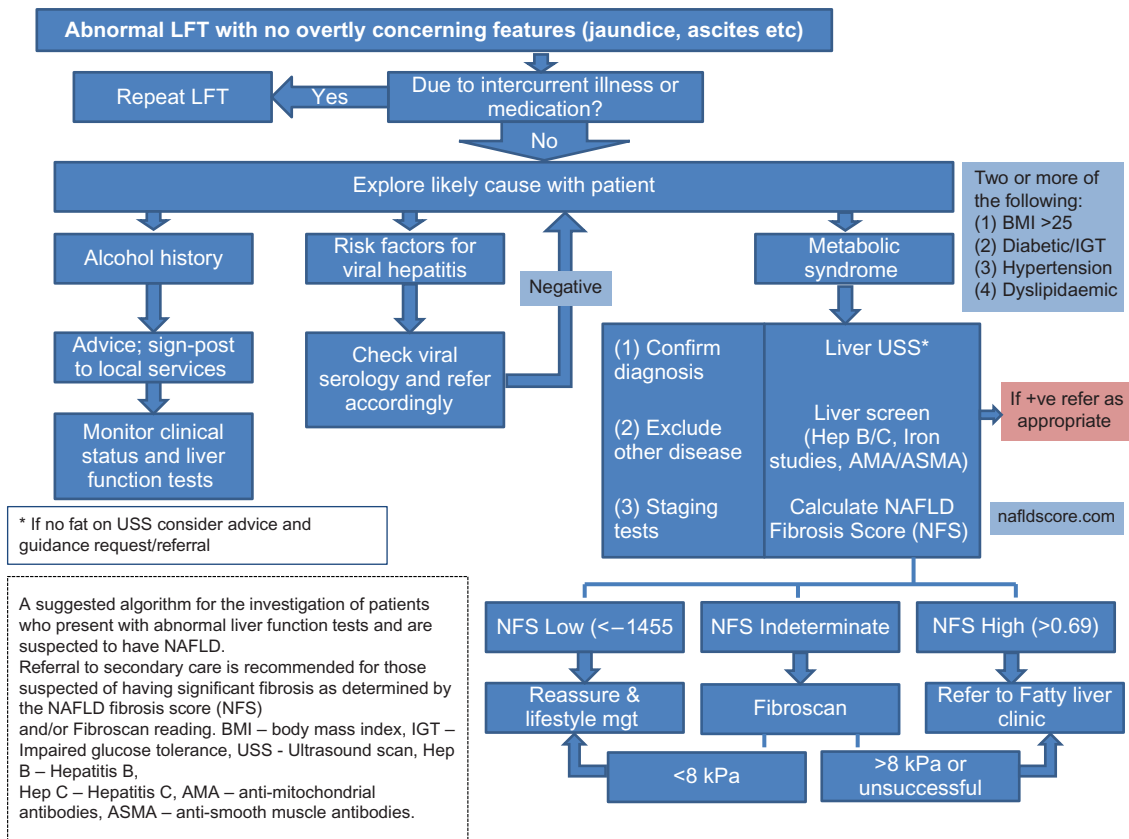 Abnormal LFT with no overtly concerning features (jaundice, ascites etc)
Repeat LFT
Yes
Due to intercurrent illness or
medication?
No
Explore likely cause with patient
Two or more of
the following:
(1) BMI >25
(2) Diabetic/IGT
(3) Hypertension
(4) Dyslipidaemic
Alcohol history
Risk factors for
viral hepatitis
Metabolic
syndrome
Negative
Advice; sign-post
to local services
Check viral
serology and refer
accordingly
Monitor clinical
status and liver
function tests
(1) Confirm
diagnosis
Liver USS*
(2) Exclude
other disease
Liver screen
(Hep B/C, Iron
studies, AMA/ASMA)
(3) Staging
tests
Calculate NAFLD
Fibrosis Score (NFS)
If +ve refer as
appropriate
nafldscore.com
* If no fat on USS consider advice and
guidance request/referral
A suggested algorithm for the investigation of patients
who present with abnormal liver function tests and are
suspected to have NAFLD.
Referral to secondary care is recommended for those
suspected of having significant fibrosis as determined by
the NAFLD fibrosis score (NFS)
and/or Fibroscan reading. BMI – body mass index, IGT –
Impaired glucose tolerance, USS - Ultrasound scan, Hep
B – Hepatitis B,
Hep C – Hepatitis C, AMA – anti-mitochondrial
antibodies, ASMA – anti-smooth muscle antibodies.
NFS Low (<–1455
NFS Indeterminate
NFS High (>0.69)
Reassure &
lifestyle mgt
Fibroscan
Refer to Fatty liver
clinic
<8 kPa
>8 kPa or
unsuccessful